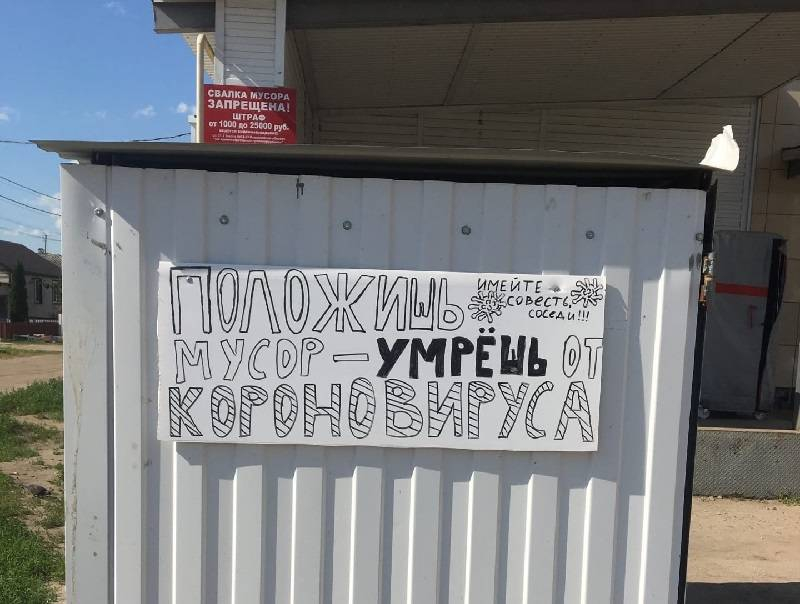 СВАЛКА МУСОРА
ЗАПРЕЩЕНА!
ШТРАФ
от 1000 до 25000 руб.
ПОЛОЖИШЬ
ИМЕЙТЕ
СОВЕСТЬ,
СОСЕДИ!!!
МУСОР — УМРЁШЬ ОТ
КОРОНОВИРУСА